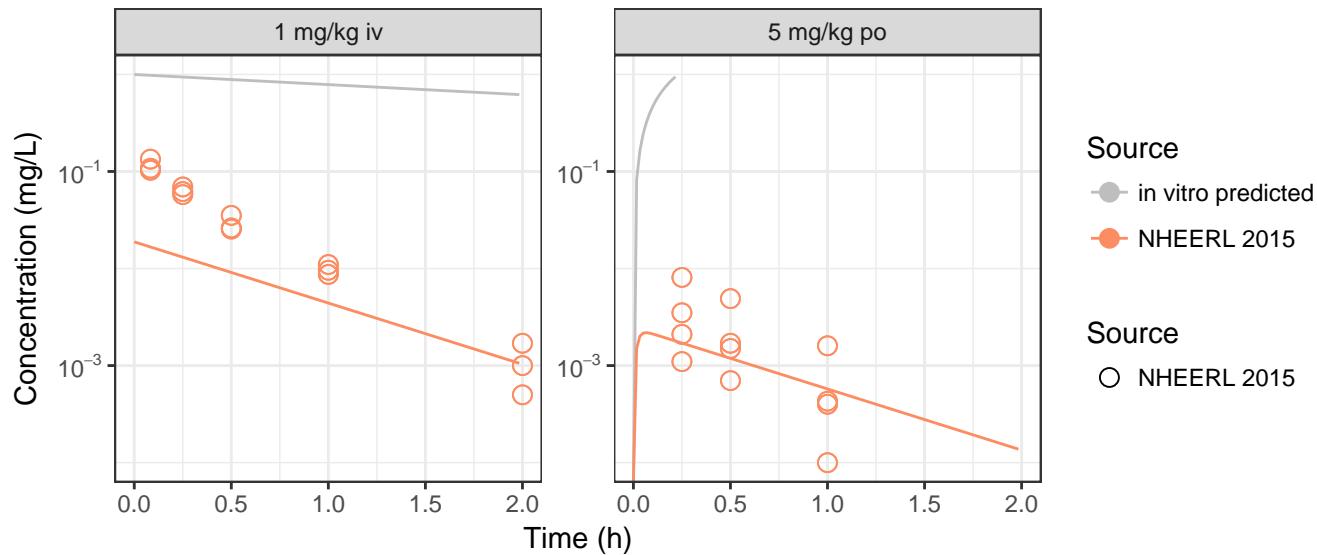 1 mg/kg iv
5 mg/kg po
Concentration (mg/L)
10⁻¹
10⁻³
10⁻¹
10⁻³
0.0 0.5 1.0 1.5 2.0
0.0 0.5 1.0 1.5 2.0
Time (h)
Source
in vitro predicted
NHEERL 2015
Source
NHEERL 2015